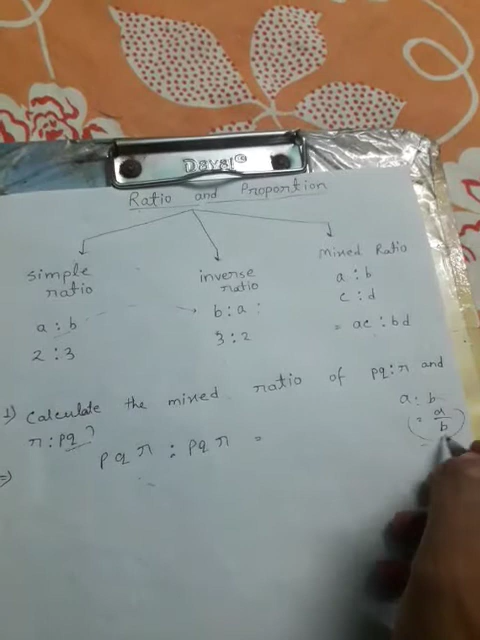 Dayal
Ratio and Proportion
simple ratio
a : b
2 : 3
inverse ratio
b : a :
3 : 2
Mixed Ratio
a : b
c : d
= ac : bd
1) Calculate the mixed ratio of pq : r and
r : pq ?
=)
pqr : pqr =
a : b
= a/b
=